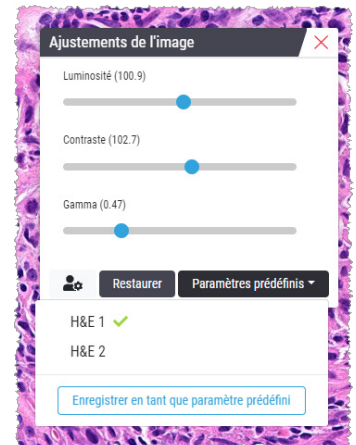 Ajustements de l'image
Luminosité (100.9)
Contraste (102.7)
Gamma (0.47)
Restaurer Paramètres prédéfinis
H&E 1
H&E 2
Enregistrer en tant que paramètre prédéfini